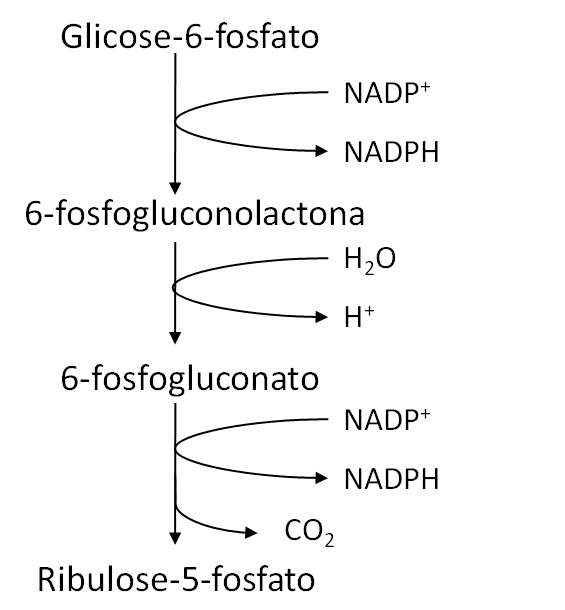 Glicose-6-fosfato
NADP⁺
NADPH
6-fosfogluconolactona
H₂O
H⁺
6-fosfogluconato
NADP⁺
NADPH
CO₂
Ribulose-5-fosfato